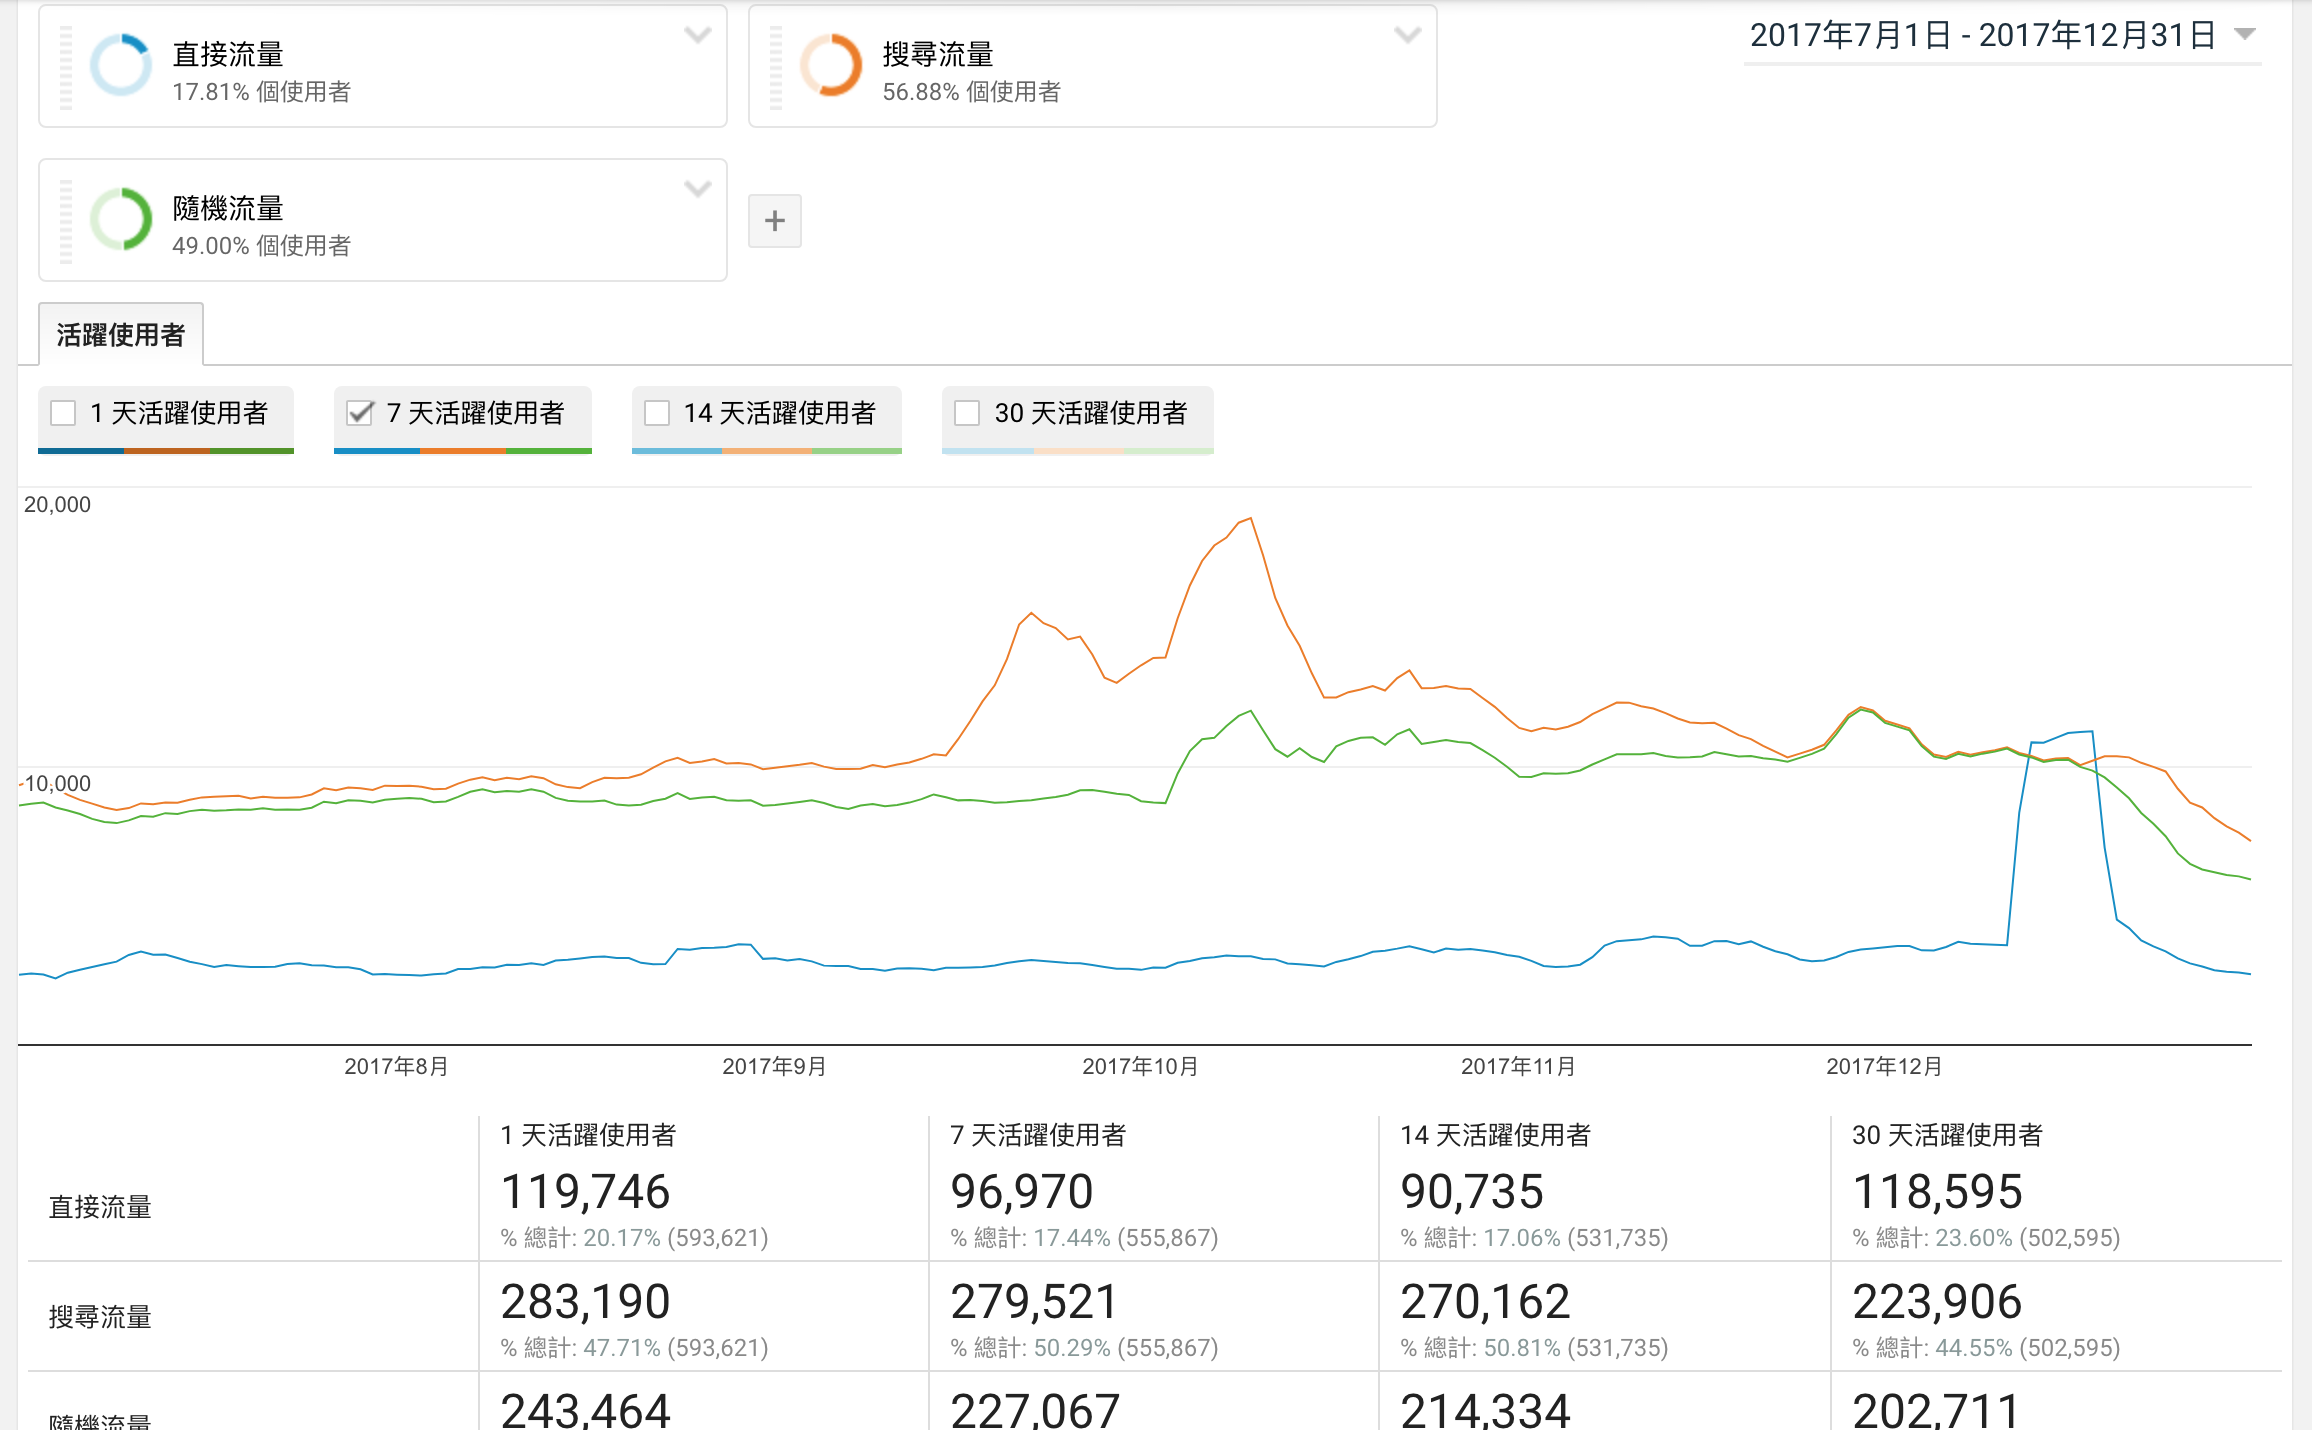 直接流量
17.81% 個使用者
搜尋流量
56.88% 個使用者
2017年7月1日 - 2017年12月31日
隨機流量
49.00% 個使用者
+
活躍使用者
1 天活躍使用者
7 天活躍使用者
14 天活躍使用者
30 天活躍使用者
20,000
10,000
2017年8月
2017年9月
2017年10月
2017年11月
2017年12月
1 天活躍使用者
7 天活躍使用者
14 天活躍使用者
30 天活躍使用者
直接流量
119,746
% 總計: 20.17% (593,621)
96,970
% 總計: 17.44% (555,867)
90,735
% 總計: 17.06% (531,735)
118,595
% 總計: 23.60% (502,595)
搜尋流量
283,190
% 總計: 47.71% (593,621)
279,521
% 總計: 50.29% (555,867)
270,162
% 總計: 50.81% (531,735)
223,906
% 總計: 44.55% (502,595)
隨機流量
243,464
227,067
214,334
202,711